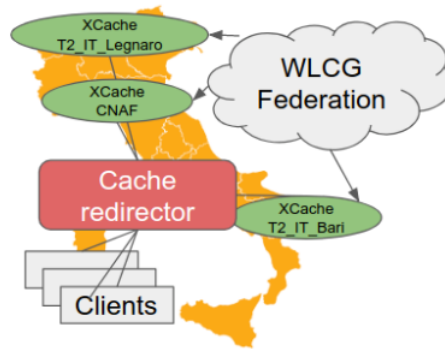 XCache
T2_IT_Legnaro
WLCG
Federation
XCache
CNAF
Cache
redirector
XCache
T2_IT_Bari
Clients